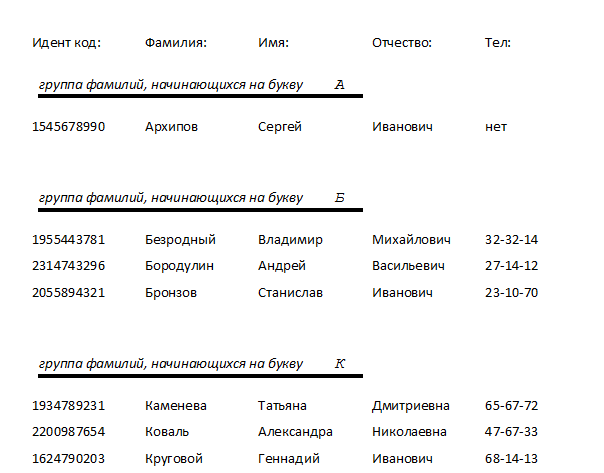 Идент код: Фамилия: Имя: Отчество: Тел:
группа фамилий, начинающихся на букву А
1545678990 Архипов Сергей Иванович нет
группа фамилий, начинающихся на букву Б
1955443781 Безродный Владимир Михайлович 32-32-14
2314743296 Бородулин Андрей Васильевич 27-14-12
2055894321 Бронзов Станислав Иванович 23-10-70
группа фамилий, начинающихся на букву К
1934789231 Каменева Татьяна Дмитриевна 65-67-72
2200987654 Коваль Александра Николаевна 47-67-33
1624790203 Круговой Геннадий Иванович 68-14-13